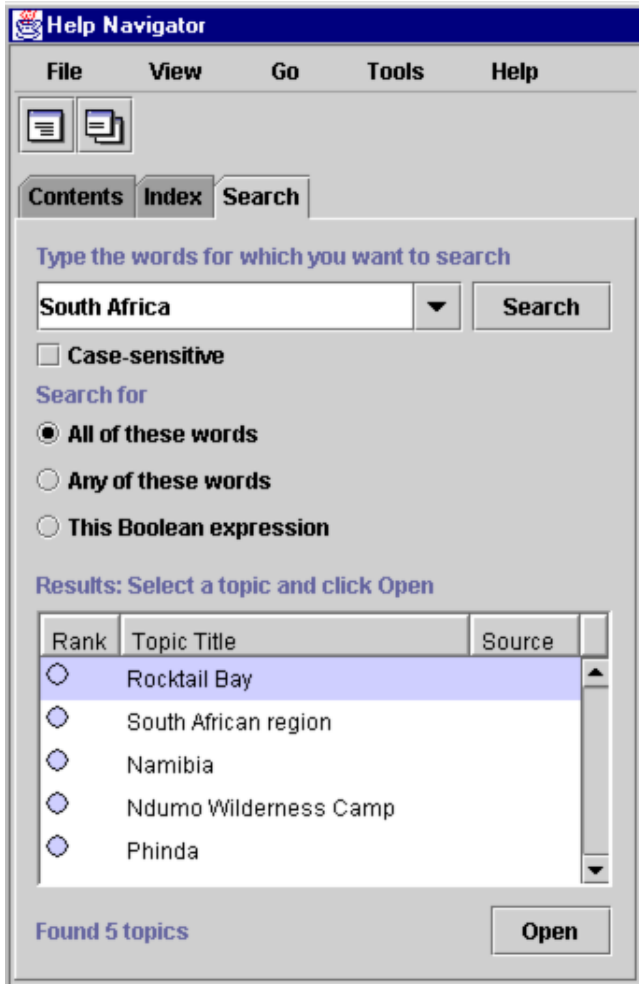 Help Navigator
File View Go Tools Help
Contents Index Search
Type the words for which you want to search
South Africa Search
Case-sensitive
Search for
All of these words
Any of these words
This Boolean expression
Results: Select a topic and click Open
Rank Topic Title Source
Rocktail Bay
South African region
Namibia
Ndumo Wilderness Camp
Phinda
Found 5 topics Open